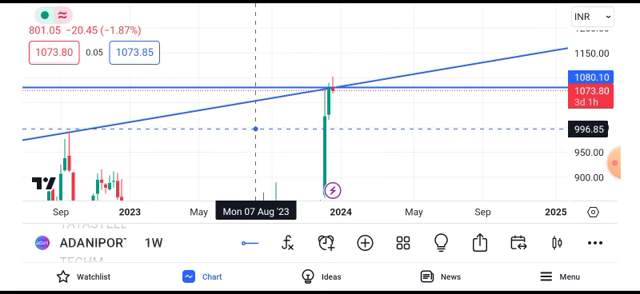 INR
801.05 −20.45 (−1.87%)
1073.80 0.05 1073.85
1150.00
1080.10
1073.80
3d 1h
996.85
950.00
900.00
Sep 2023 May Mon 07 Aug '23 2024 May Sep 2025
adani ADANIPORT 1W
Watchlist Chart Ideas News Menu